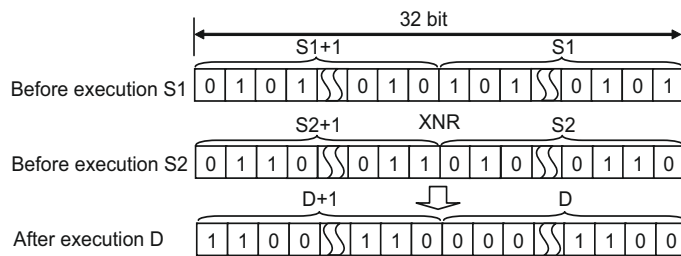 32 bit
S1+1 S1
Before execution S1 0 1 0 1 0 1 0 1 0 1 0 1 0 1
S2+1 XNR S2
Before execution S2 0 1 1 0 0 1 1 0 1 0 0 1 1 0
D+1 D
After execution D 1 1 0 0 1 1 0 0 0 0 1 1 0 0